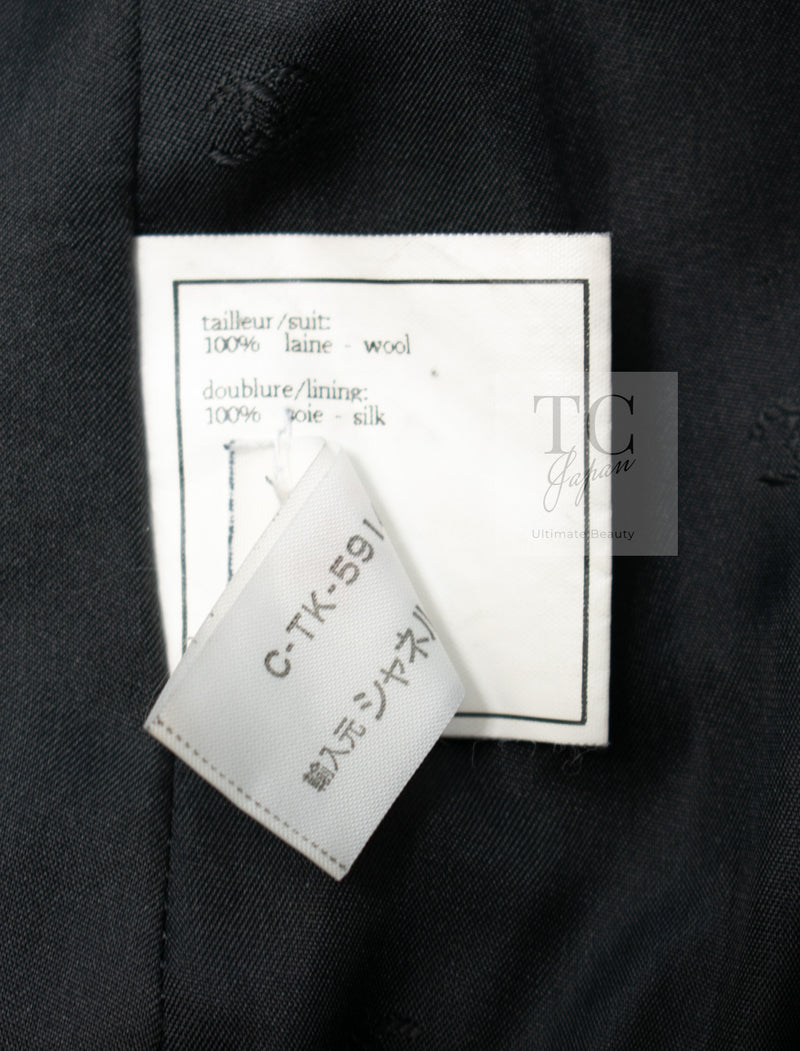 tailleur/suit:
100% laine - wool
doublure/lining:
100% soie - silk
TC
Japan
Ultimate Beauty
C-TK-591
輸入元 シャネル